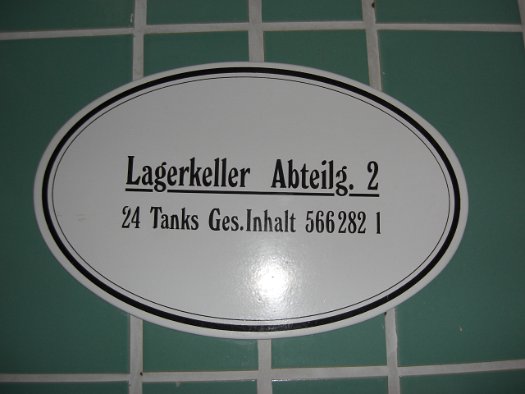 Lagerkeller Abteilg. 2
24 Tanks Ges.Inhalt 566282 l